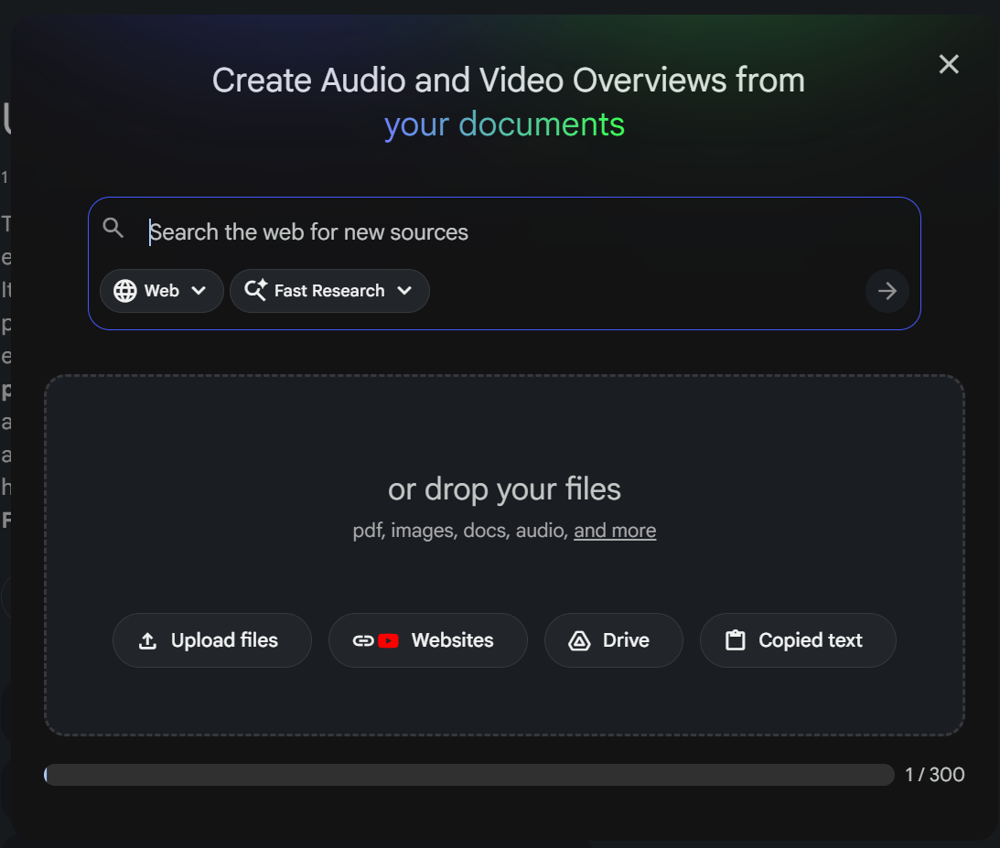 Create Audio and Video Overviews from
your documents
Search the web for new sources
Web
Fast Research
or drop your files
pdf, images, docs, audio, and more
Upload files
Websites
Drive
Copied text
1 / 300